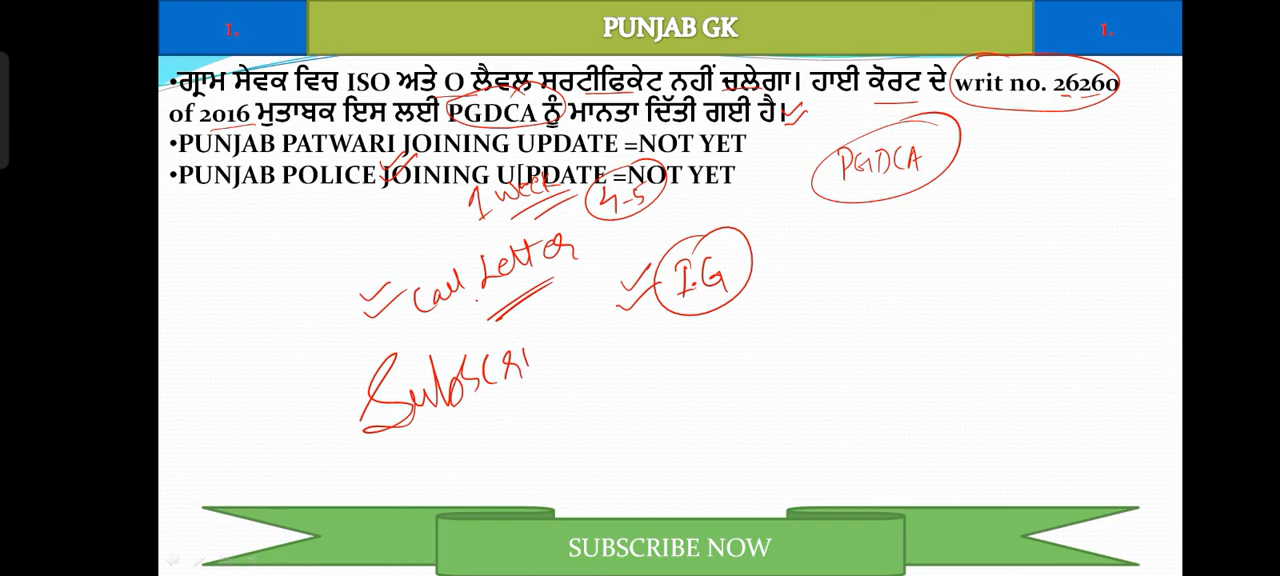 1.
PUNJAB GK
1.
•ਗ੍ਰਾਮ ਸੇਵਕ ਵਿਚ ISO ਅਤੇ O ਲੈਵਲ ਸਰਟੀਫਿਕੇਟ ਨਹੀਂ ਚਲੇਗਾ। ਹਾਈ ਕੋਰਟ ਦੇ writ no. 26260
of 2016 ਮੁਤਾਬਕ ਇਸ ਲਈ PGDCA ਨੂੰ ਮਾਨਤਾ ਦਿੱਤੀ ਗਈ ਹੈ।
•PUNJAB PATWARI JOINING UPDATE =NOT YET
PGDCA
•PUNJAB POLICE JOINING U[PDATE =NOT YET
1 week 4-5
Call Letter
I.G
Subscri
SUBSCRIBE NOW